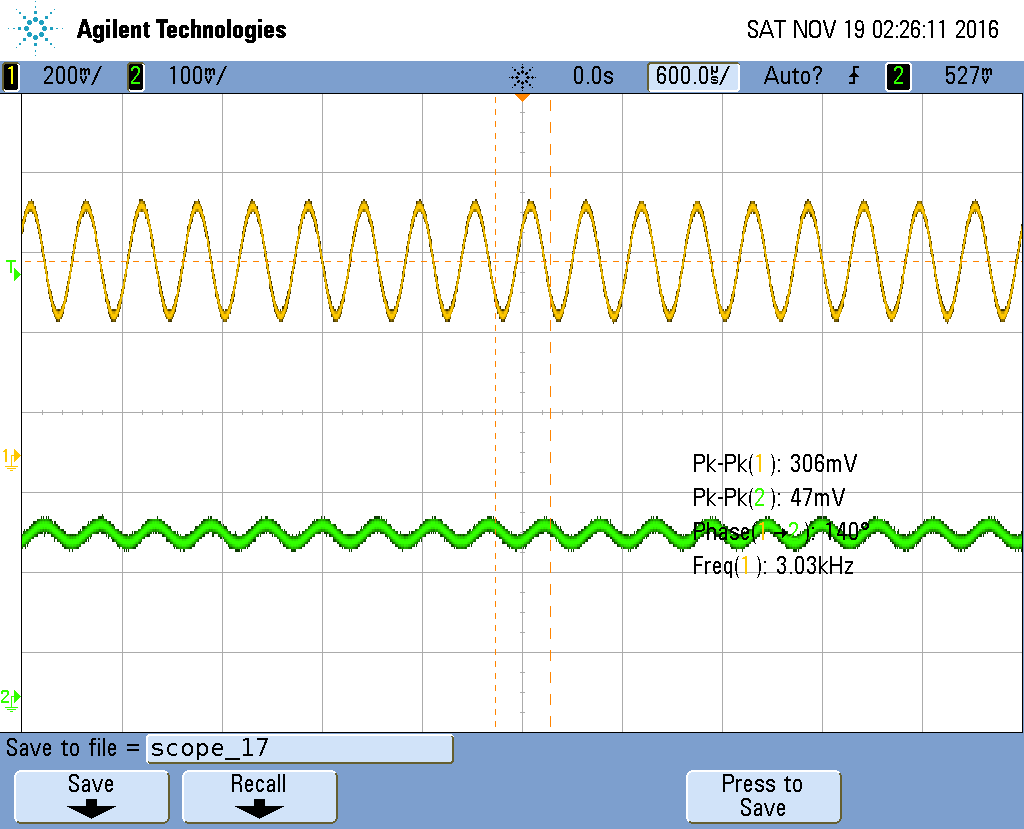 Agilent Technologies SAT NOV 19 02:26:11 2016
1 200mV/ 2 100mV/ 0.0s 600.0µs/ Auto? 2 527mV
T
1
Pk-Pk(1): 306mV
Pk-Pk(2): 47mV
Phase(1→2): -140°
Freq(1): 3.03kHz
2
Save to file = scope_17
Save Recall Press to
Save